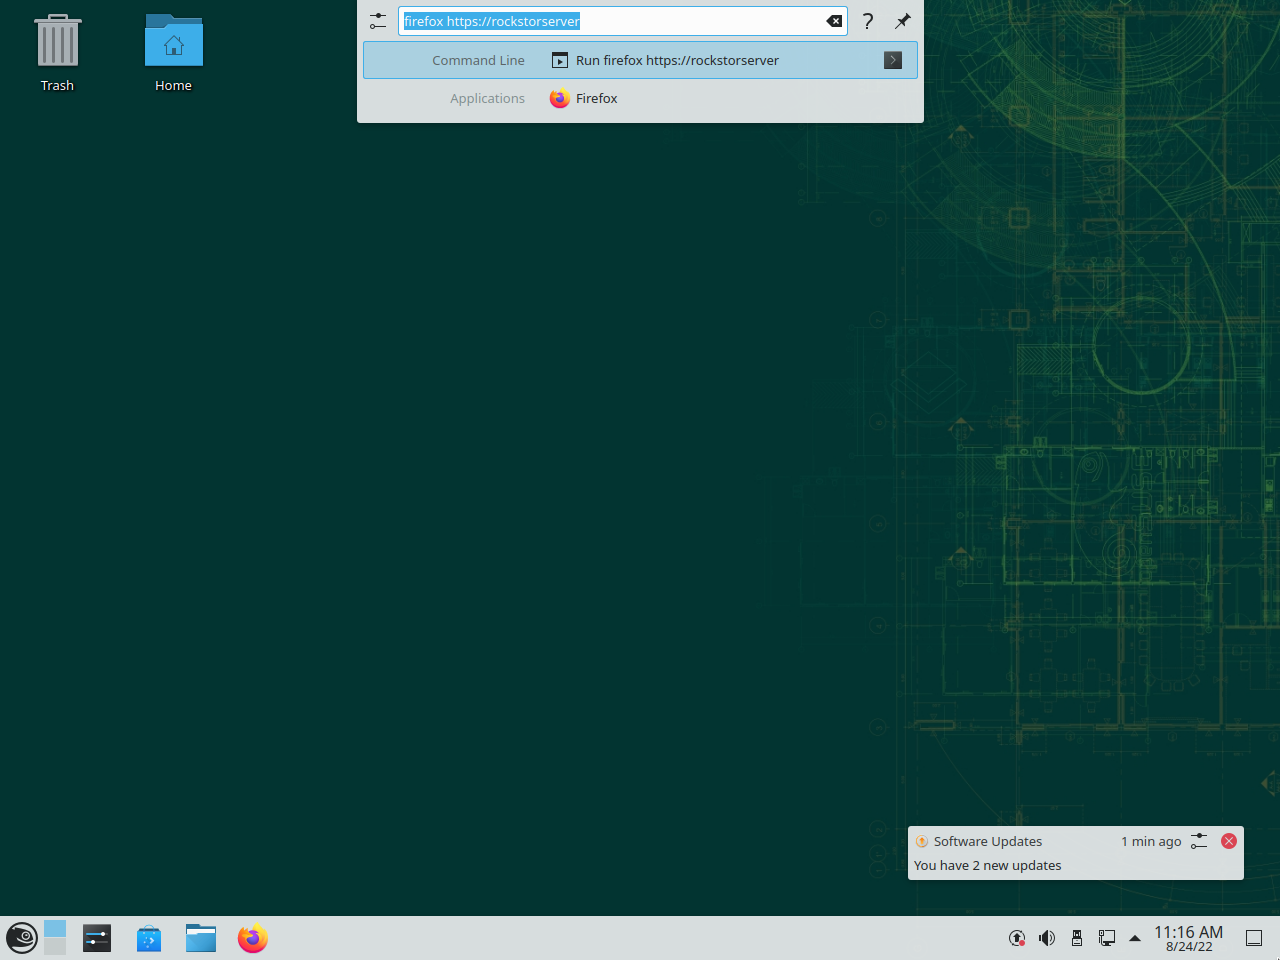 Trash
Home
firefox https://rockstorserver
Command Line
Run firefox https://rockstorserver
Applications
Firefox
Software Updates
1 min ago
You have 2 new updates
11:16 AM
8/24/22